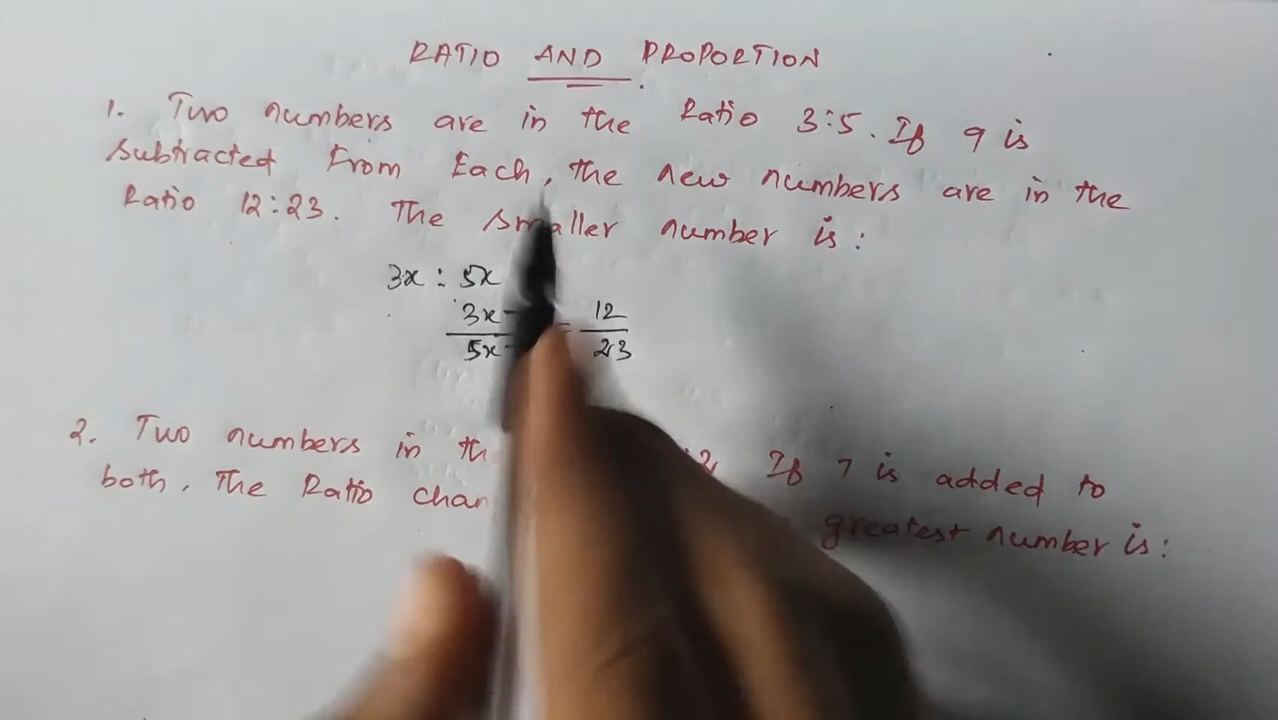 RATIO AND PROPORTION
1. Two numbers are in the Ratio 3:5. If 9 is
subtracted From Each, the new numbers are in the
Ratio 12:23. The smaller number is:
3x : 5x
3x- = 12
5x- 23
2. Two numbers in If 7 is added to
both, The Ratio greatest number is: